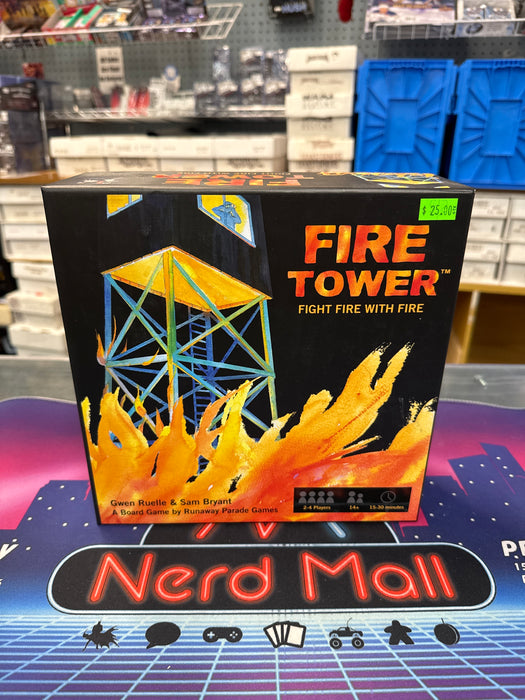 FIRE
$ 25.00
FIRE
TOWER™
FIGHT FIRE WITH FIRE
Gwen Ruelle & Sam Bryant
A Board Game by Runaway Parade Games
2-4 Players
14+
15-30 minutes
Nerd Mall